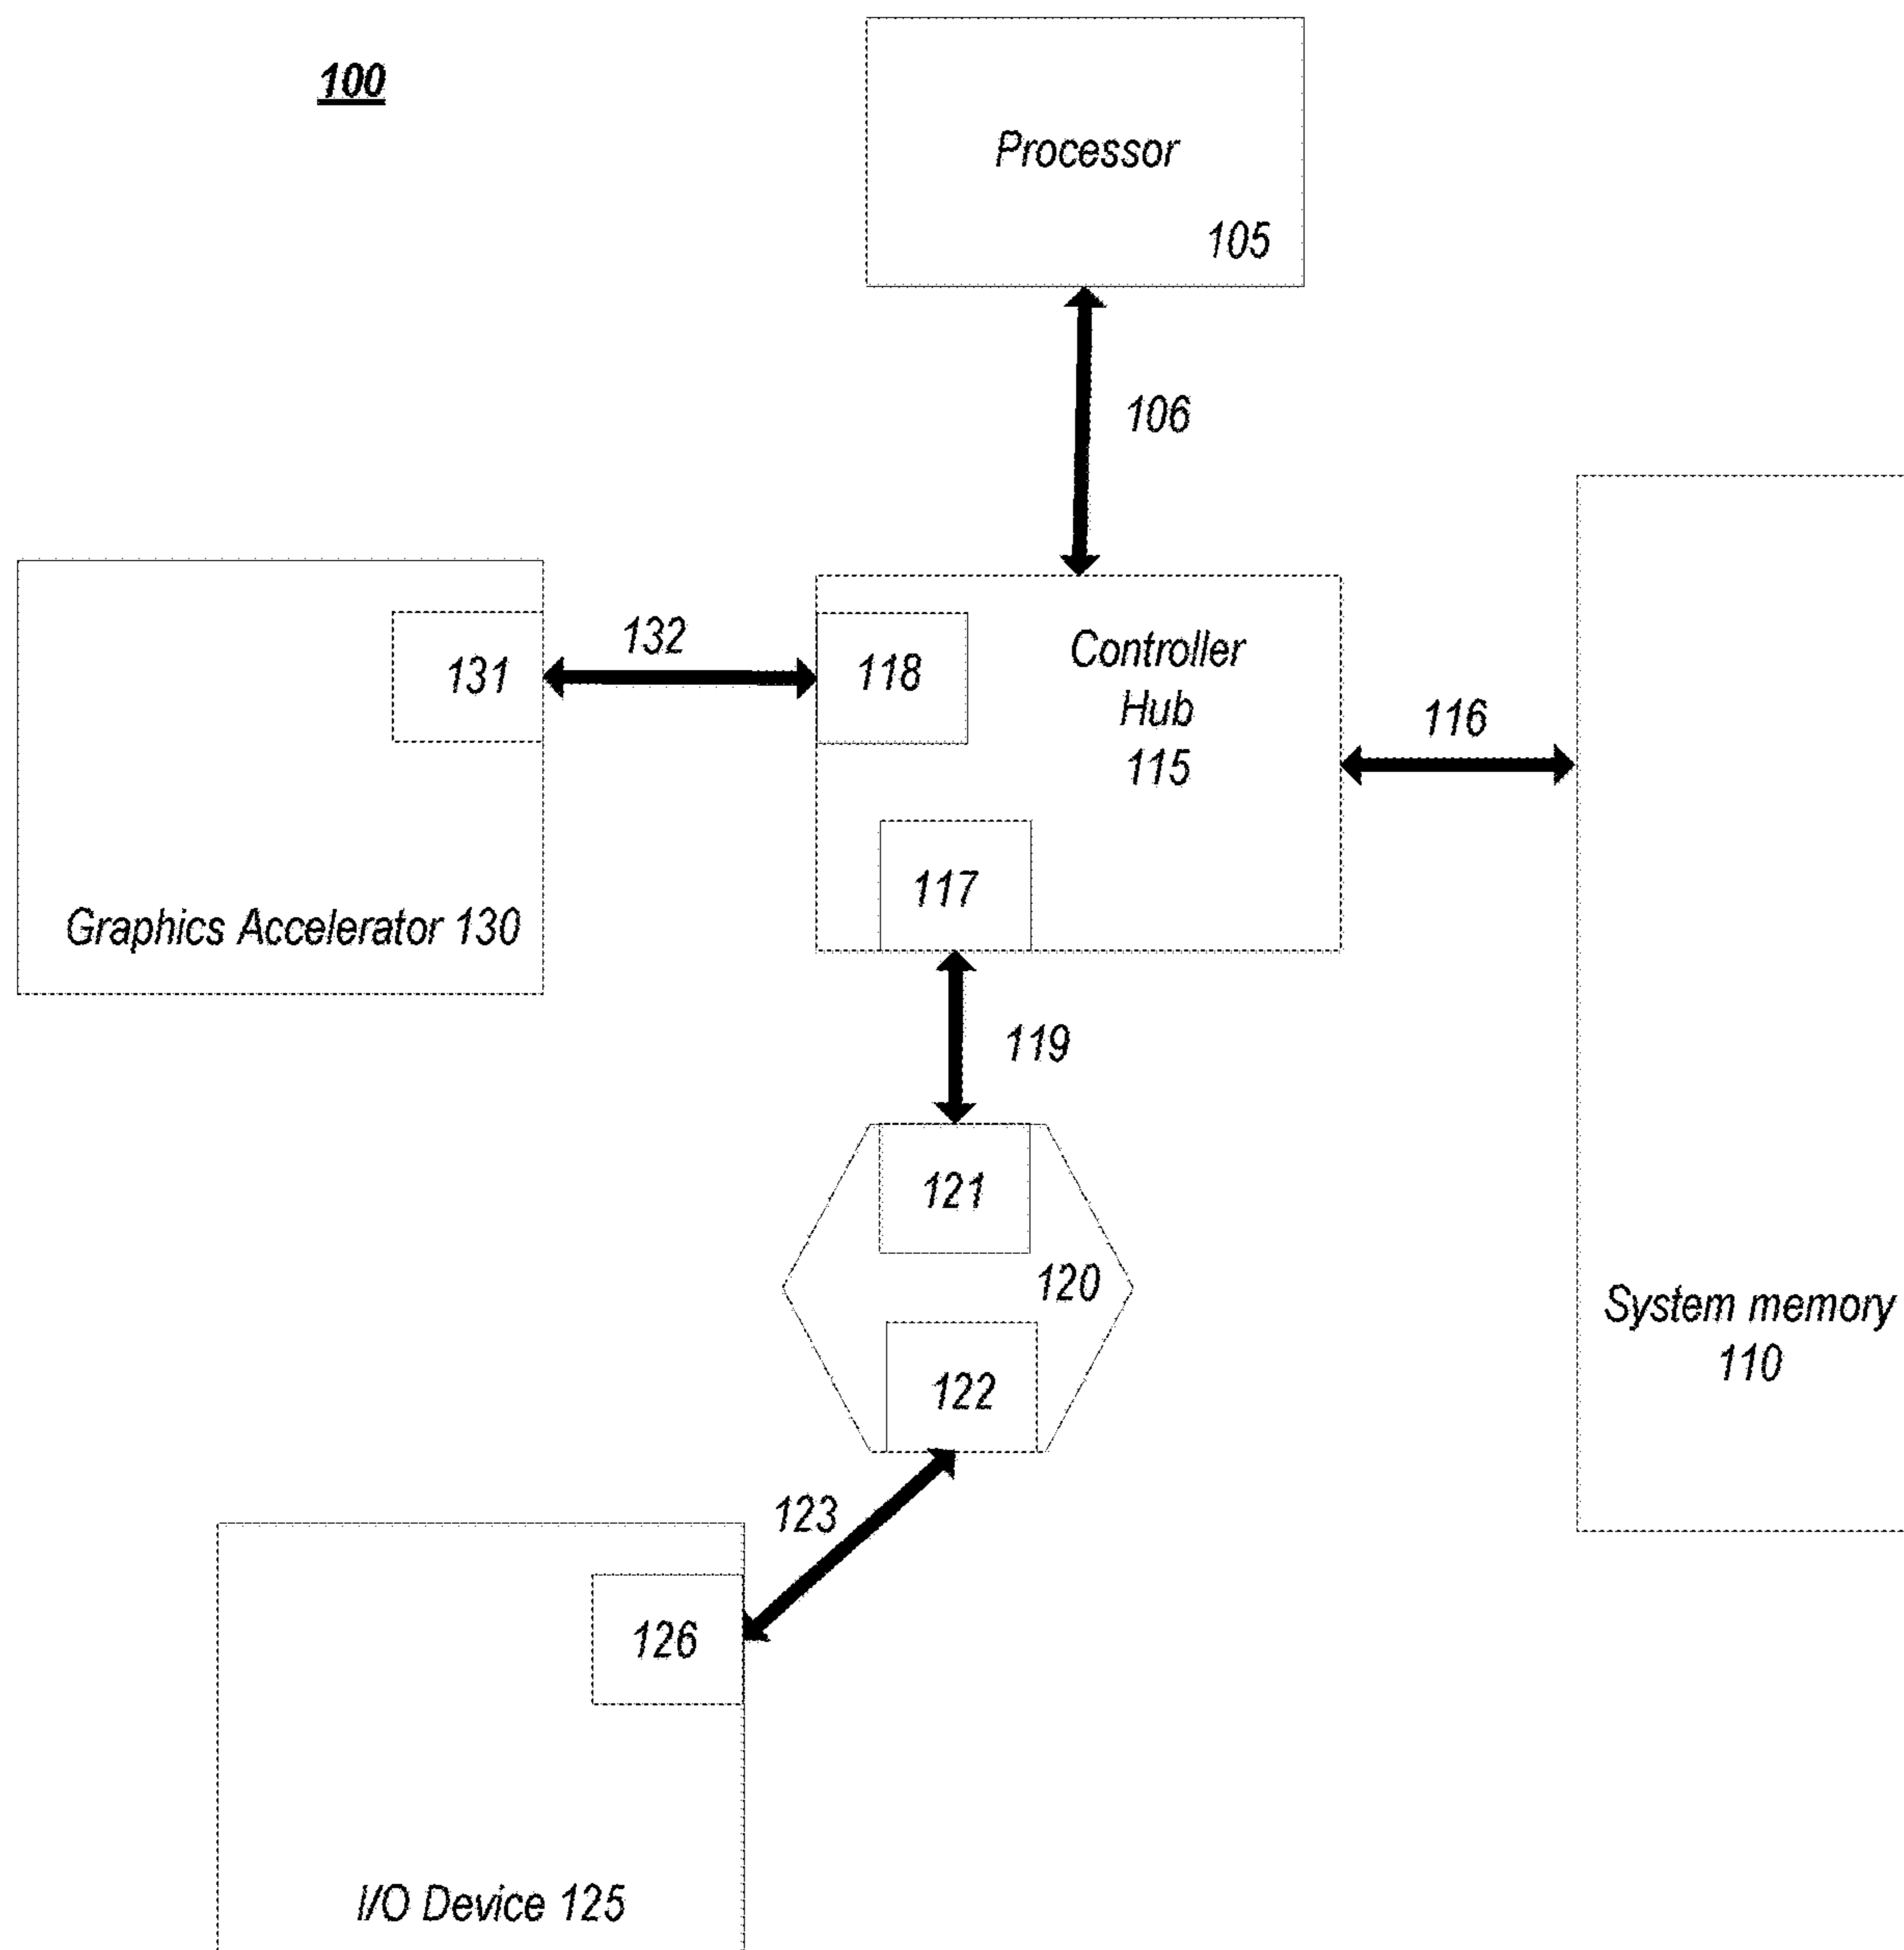 100
Processor
105
106
132
131
118
Controller
Hub
115
116
117
Graphics Accelerator 130
119
121
120
122
System memory
110
123
126
I/O Device 125